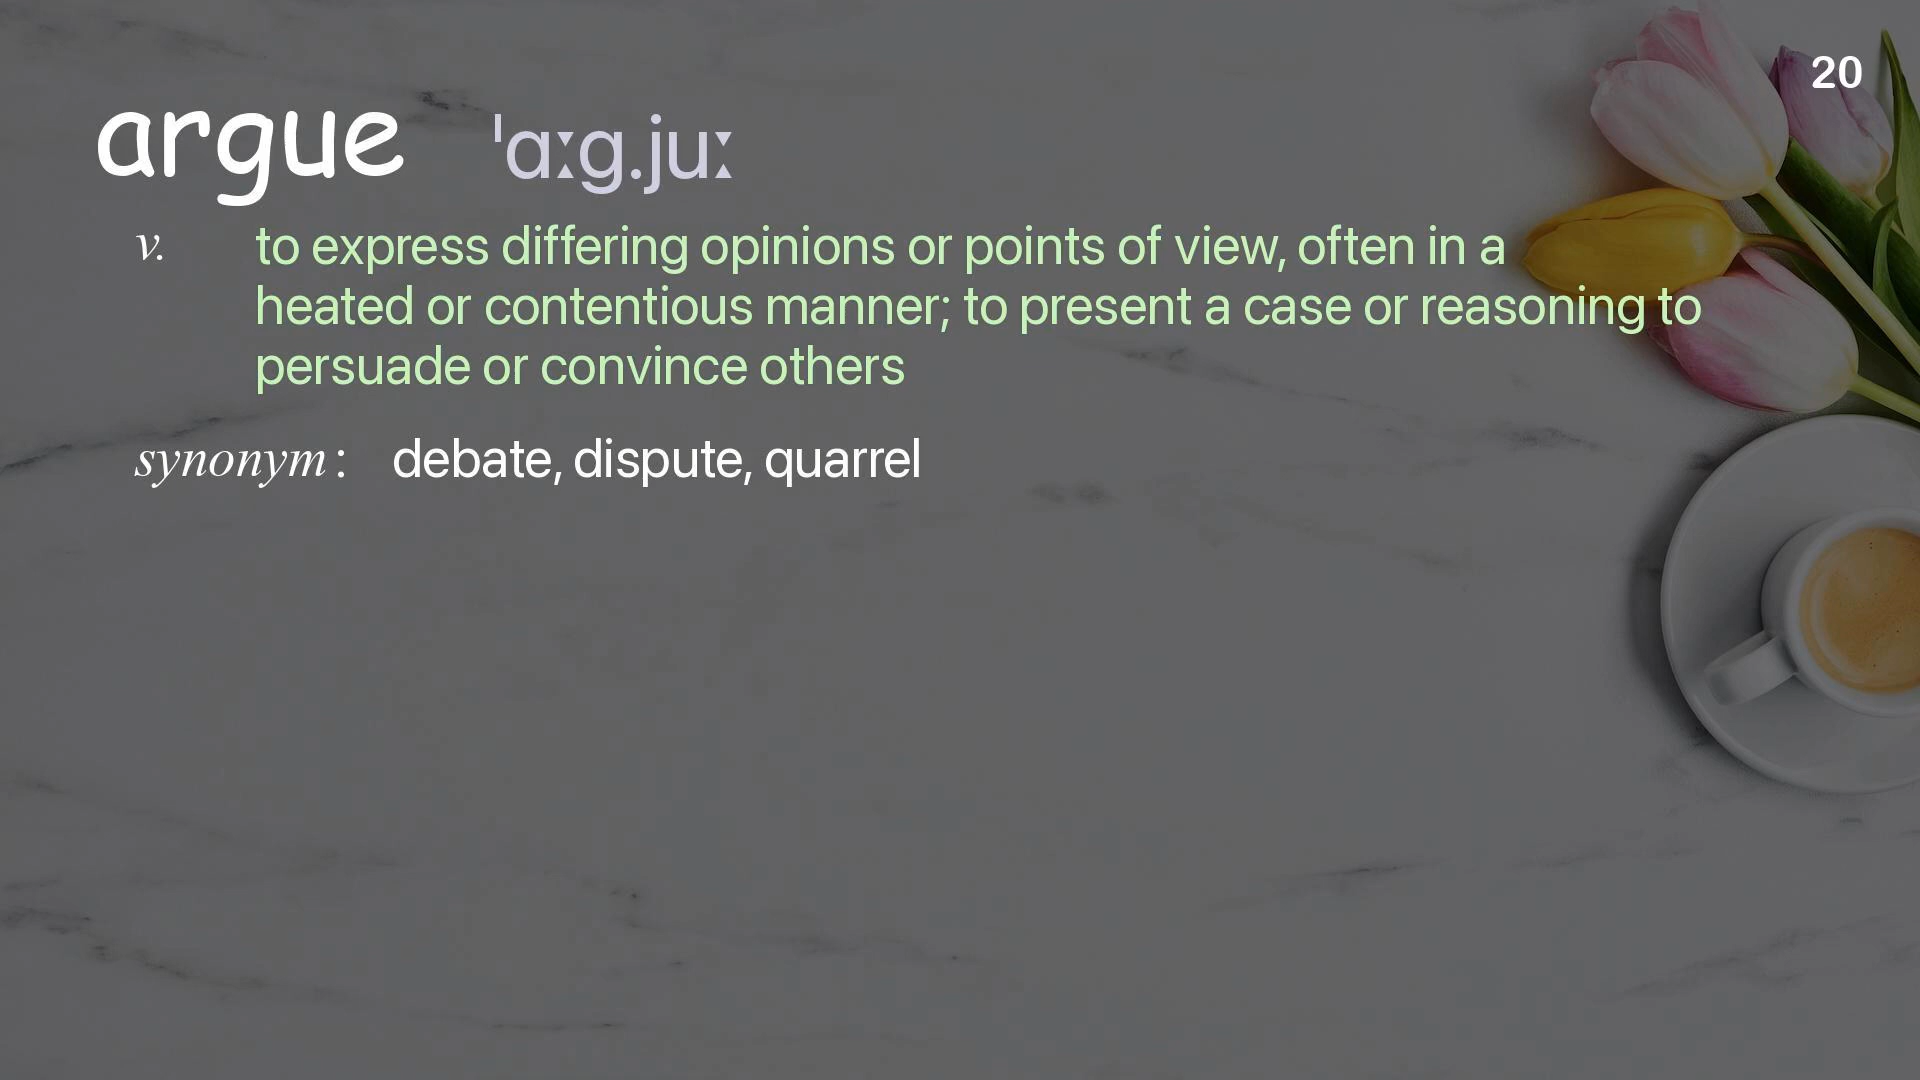 20
argue ˈɑːg.juː
v. to express differing opinions or points of view, often in a
heated or contentious manner; to present a case or reasoning to
persuade or convince others
synonym: debate, dispute, quarrel